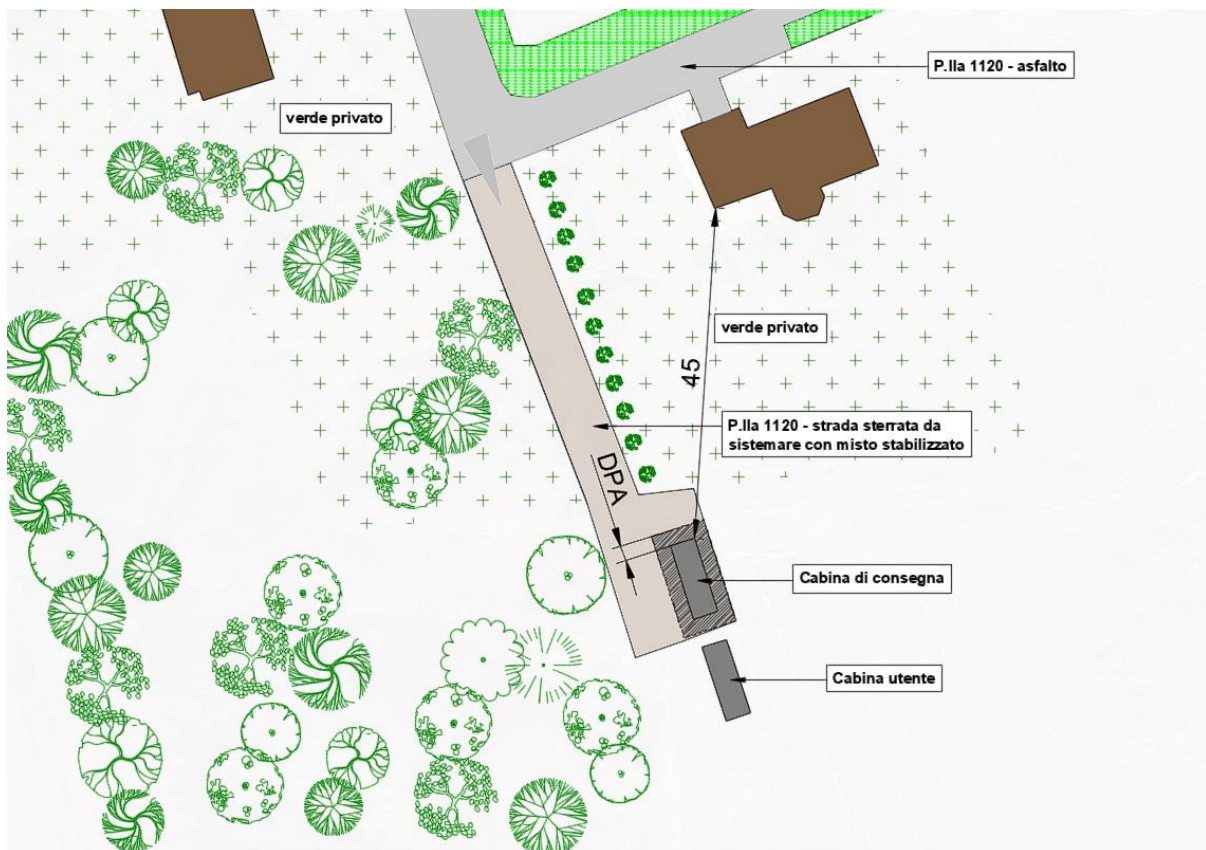 P.lla 1120 - asfalto
verde privato
verde privato
45
P.lla 1120 - strada sterrata da
sistemare con misto stabilizzato
DPA
Cabina di consegna
Cabina utente